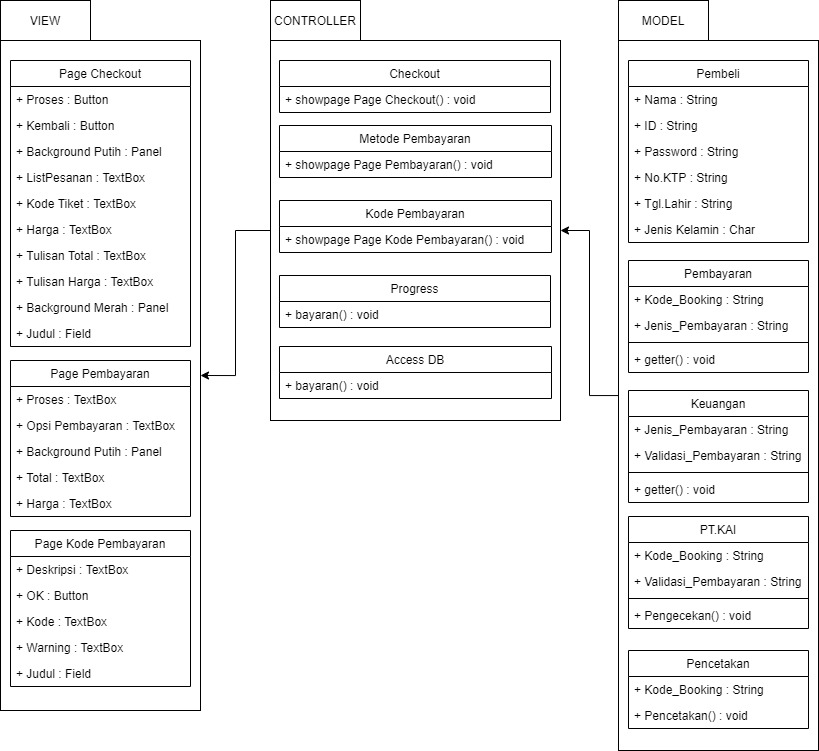 VIEW
Page Checkout
+ Proses : Button
+ Kembali : Button
+ Background Putih : Panel
+ ListPesanan : TextBox
+ Kode Tiket : TextBox
+ Harga : TextBox
+ Tulisan Total : TextBox
+ Tulisan Harga : TextBox
+ Background Merah : Panel
+ Judul : Field
Page Pembayaran
+ Proses : TextBox
+ Opsi Pembayaran : TextBox
+ Background Putih : Panel
+ Total : TextBox
+ Harga : TextBox
Page Kode Pembayaran
+ Deskripsi : TextBox
+ OK : Button
+ Kode : TextBox
+ Warning : TextBox
+ Judul : Field
CONTROLLER
Checkout
+ showpage Page Checkout() : void
Metode Pembayaran
+ showpage Page Pembayaran() : void
Kode Pembayaran
+ showpage Page Kode Pembayaran() : void
Progress
+ bayaran() : void
Access DB
+ bayaran() : void
MODEL
Pembeli
+ Nama : String
+ ID : String
+ Password : String
+ No.KTP : String
+ Tgl.Lahir : String
+ Jenis Kelamin : Char
Pembayaran
+ Kode_Booking : String
+ Jenis_Pembayaran : String
+ getter() : void
Keuangan
+ Jenis_Pembayaran : String
+ Validasi_Pembayaran : String
+ getter() : void
PT.KAI
+ Kode_Booking : String
+ Validasi_Pembayaran : String
+ Pengecekan() : void
Pencetakan
+ Kode_Booking : String
+ Pencetakan() : void